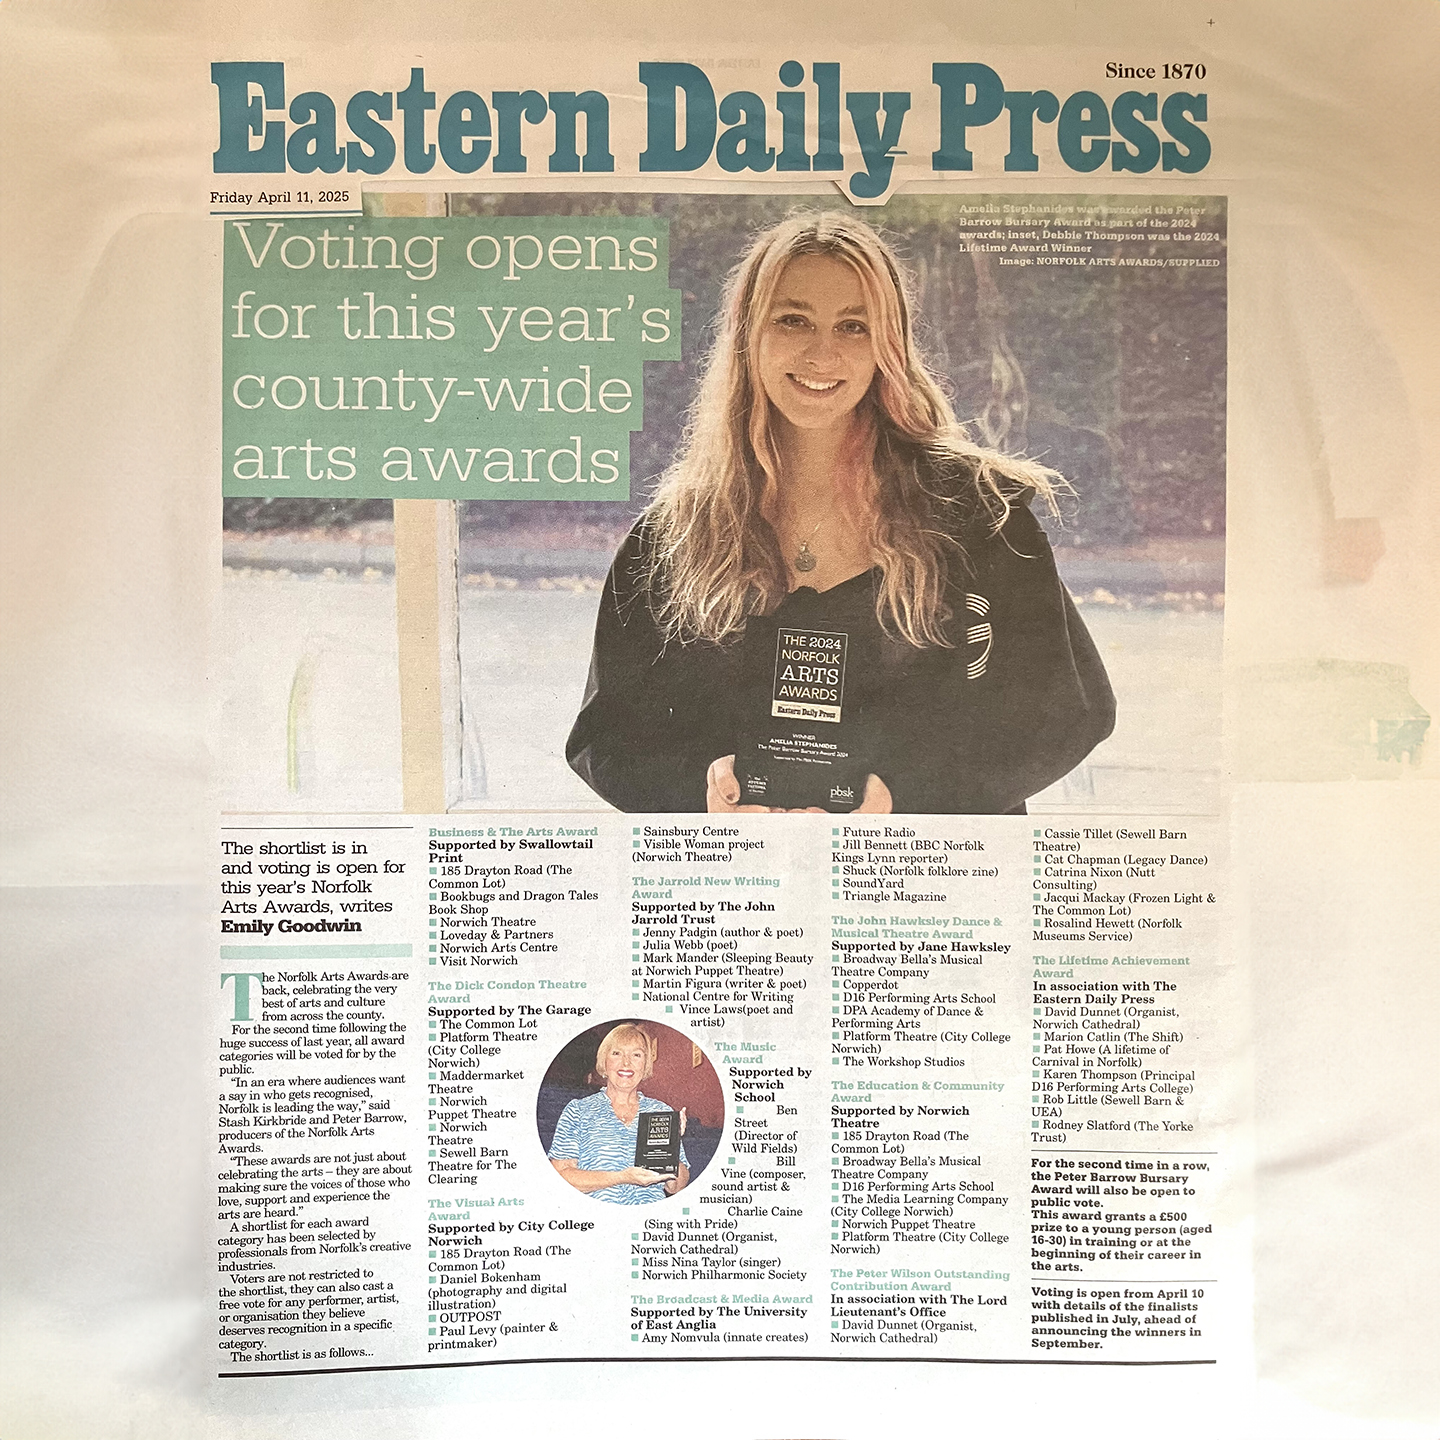 Since 1870
Eastern Daily Press
Friday April 11, 2025
Voting opens
for this year's
county-wide
arts awards
Amelia Stephanides was awarded the Peter
Barrow Bursary Award as part of the 2024
awards; inset, Debbie Thompson was the 2024
Lifetime Award Winner
Image: NORFOLK ARTS AWARDS/SUPPLIED
THE 2024
NORFOLK
ARTS
AWARDS
Eastern Daily Press
WINNER
AMELIA STEPHANIDES
The Peter Barrow Bursary Award 2024
pbsk
The shortlist is in
and voting is open for
this year's Norfolk
Arts Awards, writes
Emily Goodwin
The Norfolk Arts Awards are
back, celebrating the very
best of arts and culture
from across the county.
For the second time following the
huge success of last year, all award
categories will be voted for by the
public.
“In an era where audiences want
a say in who gets recognised,
Norfolk is leading the way,” said
Stash Kirkbride and Peter Barrow,
producers of the Norfolk Arts
Awards.
“These awards are not just about
celebrating the arts – they are about
making sure the voices of those who
love, support and experience the
arts are heard.”
A shortlist for each award
category has been selected by
professionals from Norfolk's creative
industries.
Voters are not restricted to
the shortlist, they can also cast a
free vote for any performer, artist,
or organisation they believe
deserves recognition in a specific
category.
The shortlist is as follows...
Business & The Arts Award
Supported by Swallowtail
Print
■ 185 Drayton Road (The
Common Lot)
■ Bookbugs and Dragon Tales
Book Shop
■ Norwich Theatre
■ Loveday & Partners
■ Norwich Arts Centre
■ Visit Norwich
The Dick Condon Theatre
Award
Supported by The Garage
■ The Common Lot
■ Platform Theatre
(City College
Norwich)
■ Maddermarket
Theatre
■ Norwich
Puppet Theatre
■ Norwich
Theatre
■ Sewell Barn
Theatre for The
Clearing
The Visual Arts
Award
Supported by City College
Norwich
■ 185 Drayton Road (The
Common Lot)
■ Daniel Bokenham
(photography and digital
illustration)
■ OUTPOST
■ Paul Levy (painter &
printmaker)
■ Sainsbury Centre
■ Visible Woman project
(Norwich Theatre)
The Jarrold New Writing
Award
Supported by The John
Jarrold Trust
■ Jenny Padgin (author & poet)
■ Julia Webb (poet)
■ Mark Mander (Sleeping Beauty
at Norwich Puppet Theatre)
■ Martin Figura (writer & poet)
■ National Centre for Writing
■ Vince Laws(poet and
artist)
The Music
Award
Supported by
Norwich
School
■ Ben
Street
(Director of
Wild Fields)
■ Bill
Vine (composer,
sound artist &
musician)
■ Charlie Caine
(Sing with Pride)
■ David Dunnet (Organist,
Norwich Cathedral)
■ Miss Nina Taylor (singer)
■ Norwich Philharmonic Society
The Broadcast & Media Award
Supported by The University
of East Anglia
■ Amy Nomvula (innate creates)
■ Future Radio
■ Jill Bennett (BBC Norfolk
Kings Lynn reporter)
■ Shuck (Norfolk folklore zine)
■ SoundYard
■ Triangle Magazine
The John Hawksley Dance &
Musical Theatre Award
Supported by Jane Hawksley
■ Broadway Bella's Musical
Theatre Company
■ Copperdot
■ D16 Performing Arts School
■ DPA Academy of Dance &
Performing Arts
■ Platform Theatre (City College
Norwich)
■ The Workshop Studios
The Education & Community
Award
Supported by Norwich
Theatre
■ 185 Drayton Road (The
Common Lot)
■ Broadway Bella's Musical
Theatre Company
■ D16 Performing Arts School
■ The Media Learning Company
(City College Norwich)
■ Norwich Puppet Theatre
■ Platform Theatre (City College
Norwich)
The Peter Wilson Outstanding
Contribution Award
In association with The Lord
Lieutenant's Office
■ David Dunnet (Organist,
Norwich Cathedral)
■ Cassie Tillet (Sewell Barn
Theatre)
■ Cat Chapman (Legacy Dance)
■ Catrina Nixon (Nutt
Consulting)
■ Jacqui Mackay (Frozen Light &
The Common Lot)
■ Rosalind Hewett (Norfolk
Museums Service)
The Lifetime Achievement
Award
In association with The
Eastern Daily Press
■ David Dunnet (Organist,
Norwich Cathedral)
■ Marion Catlin (The Shift)
■ Pat Howe (A lifetime of
Carnival in Norfolk)
■ Karen Thompson (Principal
D16 Performing Arts College)
■ Rob Little (Sewell Barn &
UEA)
■ Rodney Slatford (The Yorke
Trust)
For the second time in a row,
the Peter Barrow Bursary
Award will also be open to
public vote.
This award grants a £500
prize to a young person (aged
16-30) in training or at the
beginning of their career in
the arts.
Voting is open from April 10
with details of the finalists
published in July, ahead of
announcing the winners in
September.